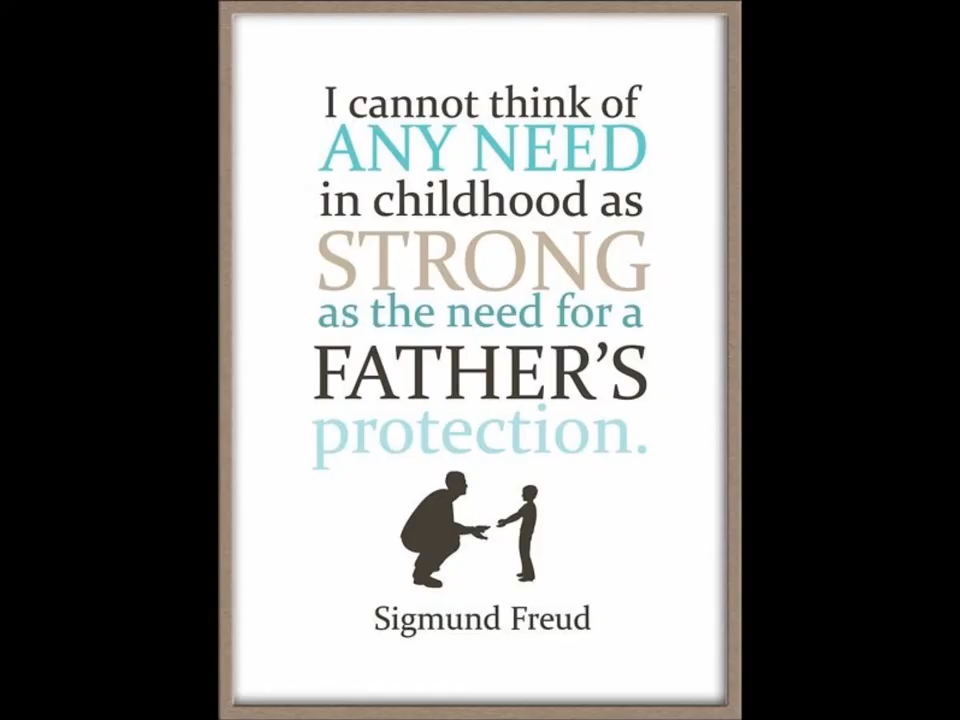 I cannot think of
ANY NEED
in childhood as
STRONG
as the need for a
FATHER'S
protection.
Sigmund Freud